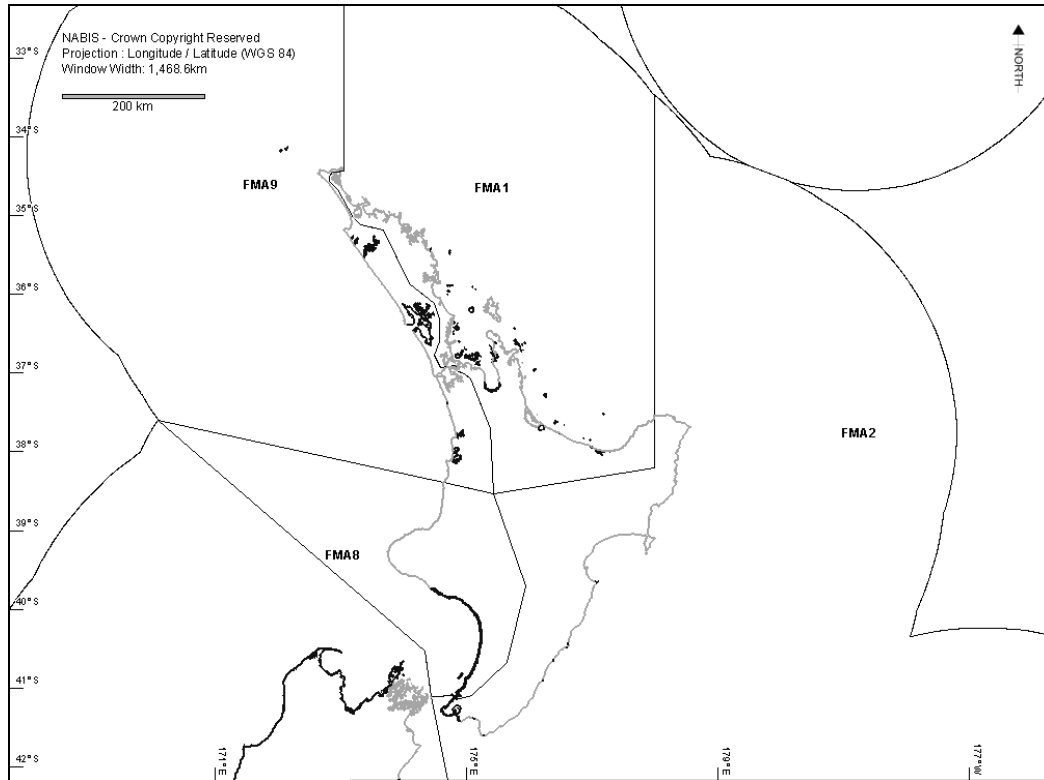 NABIS - Crown Copyright Reserved
Projection : Longitude / Latitude (WGS 84)
Window Width: 1,468.6km
200 km
NORTH
33°S
34°S
35°S
36°S
37°S
38°S
39°S
40°S
41°S
42°S
FMA9
FMA1
FMA2
FMA8
171°E
175°E
179°E
177°W